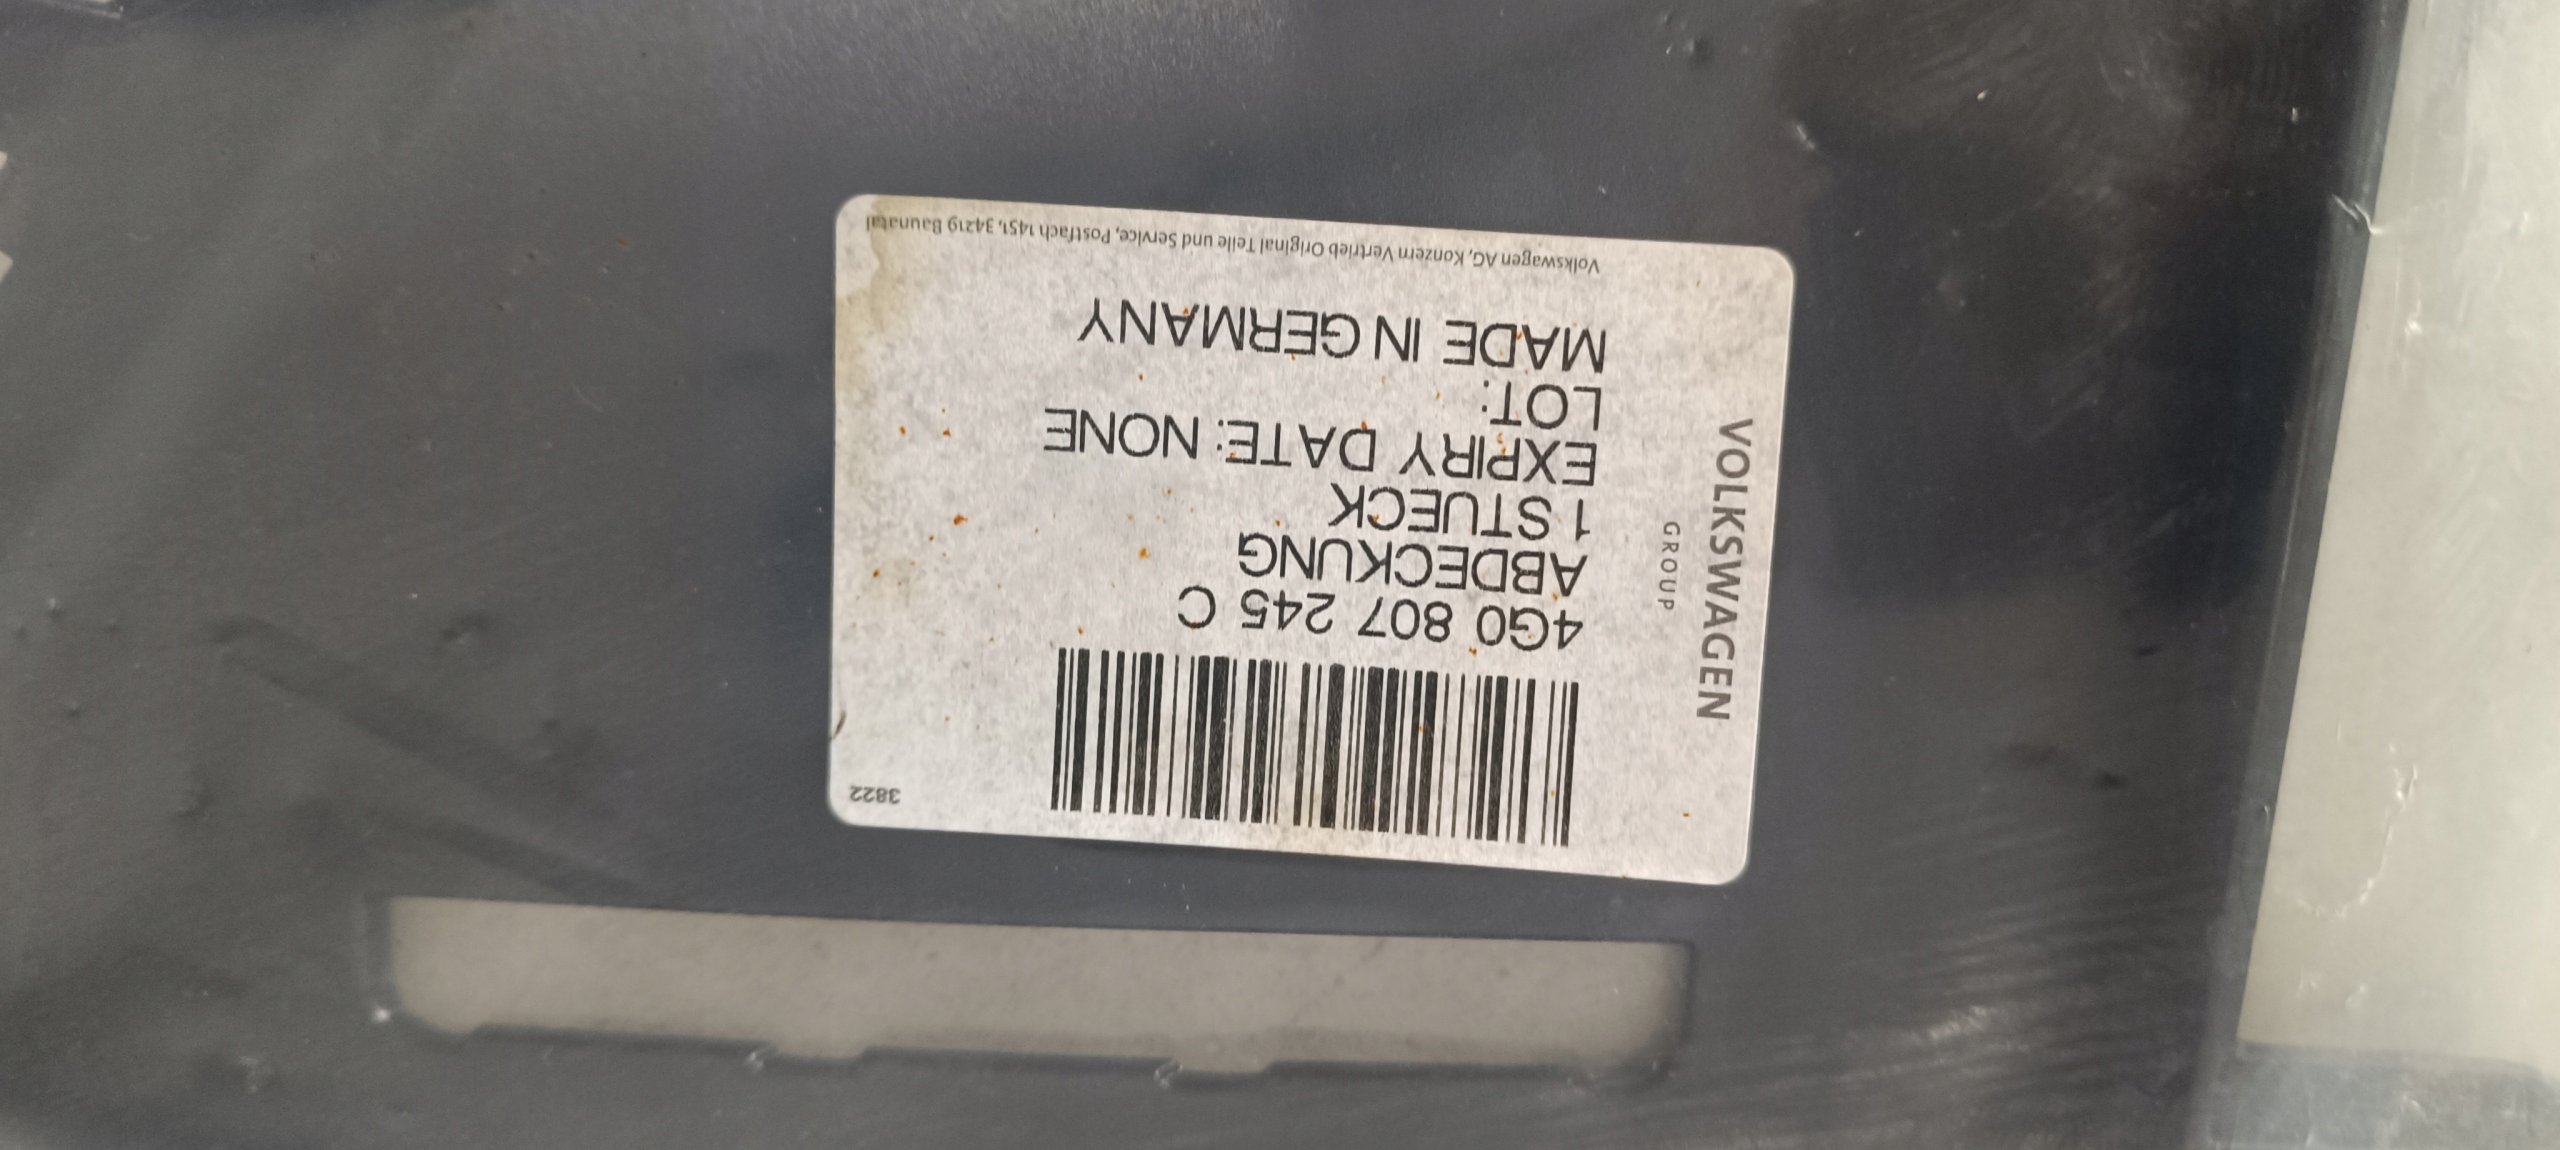 3822
4G0 807 245 C
ABDECKUNG
1 STUECK
EXPIRY DATE: NONE
LOT:
MADE IN GERMANY
Volkswagen AG, Konzern Vertrieb Original Teile und Service, Postfach 1451, 34219 Baunatal
VOLKSWAGEN
GROUP